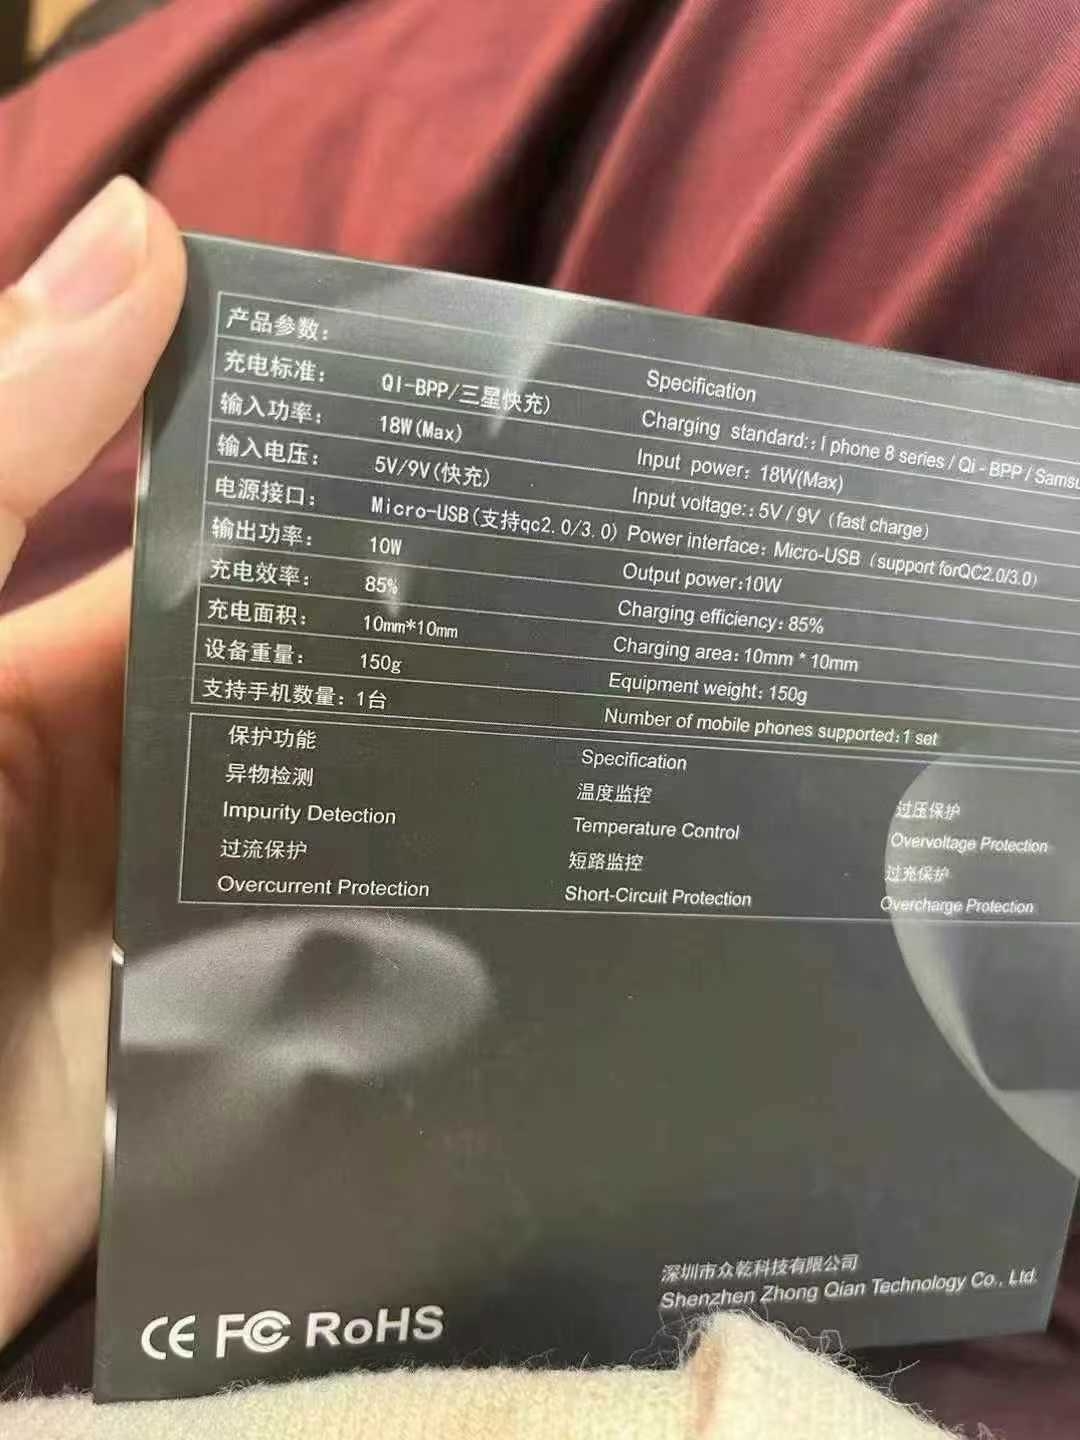 产品参数:
Specification
充电标准: QI-BPP/三星快充)
Charging standard:: I phone 8 series / Qi - BPP / Samsu
输入功率: 18W(Max)
Input power: 18W(Max)
输入电压: 5V/9V(快充)
Input voltage:: 5V / 9V (fast charge)
电源接口: Micro-USB(支持qc2.0/3.0)
Power interface: Micro-USB (support forQC2.0/3.0)
输出功率: 10W
Output power:10W
充电效率: 85%
Charging efficiency: 85%
充电面积: 10mm*10mm
Charging area: 10mm * 10mm
设备重量: 150g
Equipment weight: 150g
支持手机数量: 1台
Number of mobile phones supported: 1 set
保护功能
Specification
异物检测
温度监控
过压保护
Impurity Detection
Temperature Control
Overvoltage Protection
过流保护
短路监控
过充保护
Overcurrent Protection
Short-Circuit Protection
Overcharge Protection
深圳市众乾科技有限公司
Shenzhen Zhong Qian Technology Co., Ltd.
CE FC RoHS